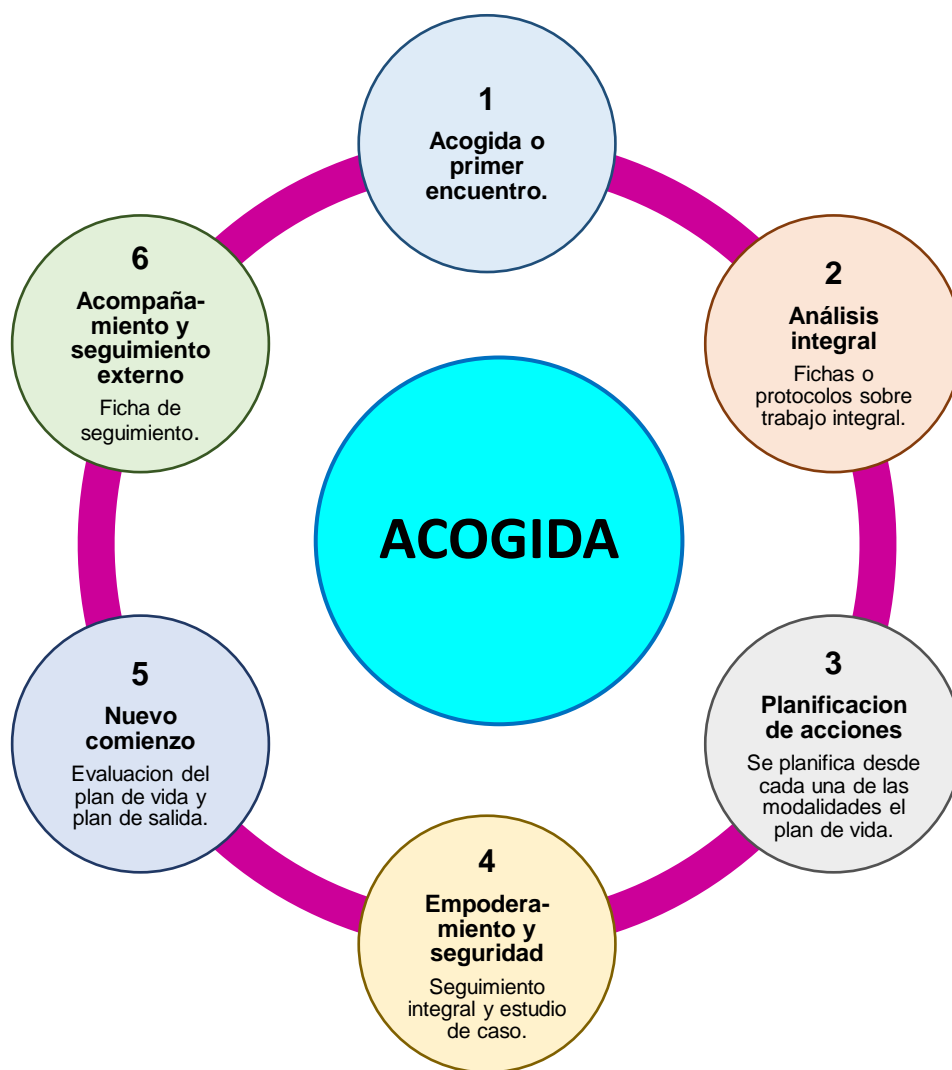 1
Acogida o
primer
encuentro.
2
Análisis
integral
Fichas o
protocolos sobre
trabajo integral.
3
Planificacion
de acciones
Se planifica desde
cada una de las
modalidades el
plan de vida.
4
Empodera-
miento y
seguridad
Seguimiento
integral y estudio
de caso.
5
Nuevo
comienzo
Evaluacion del
plan de vida y
plan de salida.
6
Acompaña-
miento y
seguimiento
externo
Ficha de
seguimiento.
ACOGIDA